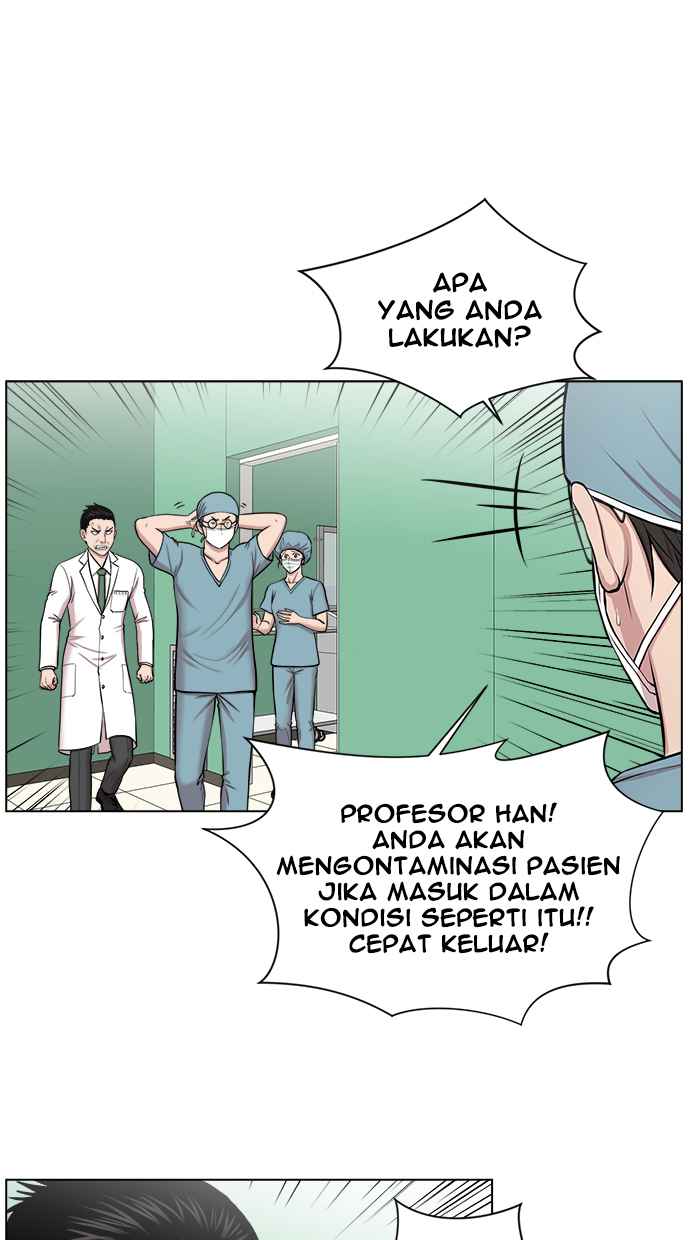 APA
YANG ANDA
LAKUKAN?
PROFESOR HAN!
ANDA AKAN
MENGONTAMINASI PASIEN
JIKA MASUK DALAM
KONDISI SEPERTI ITU!!
CEPAT KELUAR!